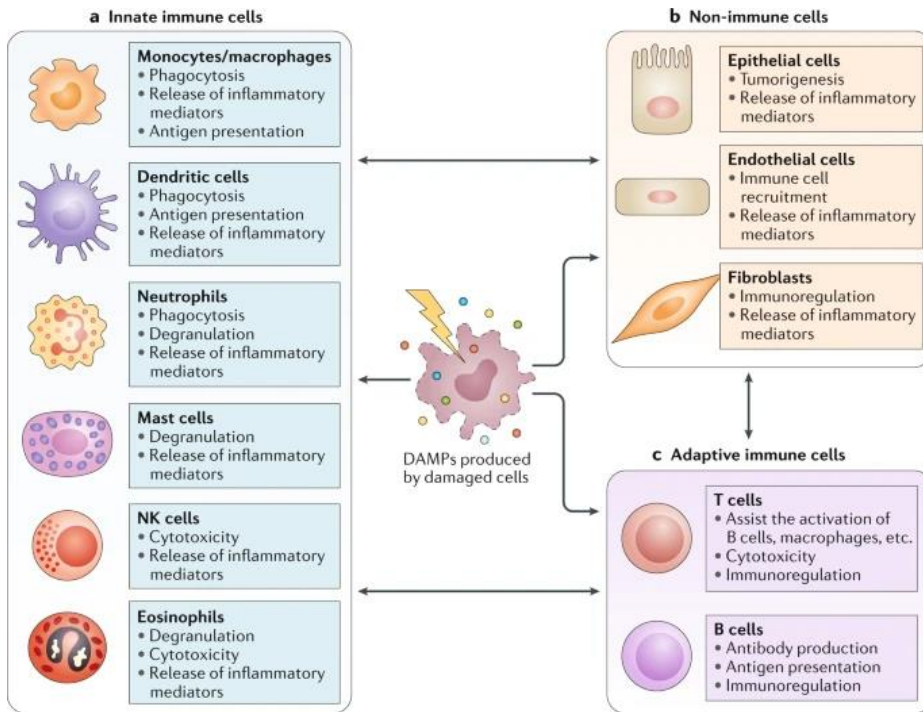 a Innate immune cells
Monocytes/macrophages
• Phagocytosis
• Release of inflammatory
mediators
• Antigen presentation
Dendritic cells
• Phagocytosis
• Antigen presentation
• Release of inflammatory
mediators
Neutrophils
• Phagocytosis
• Degranulation
• Release of inflammatory
mediators
Mast cells
• Degranulation
• Release of inflammatory
mediators
NK cells
• Cytotoxicity
• Release of inflammatory
mediators
Eosinophils
• Degranulation
• Cytotoxicity
• Release of inflammatory
mediators
DAMPs produced
by damaged cells
b Non-immune cells
Epithelial cells
• Tumorigenesis
• Release of inflammatory
mediators
Endothelial cells
• Immune cell
recruitment
• Release of inflammatory
mediators
Fibroblasts
• Immunoregulation
• Release of inflammatory
mediators
c Adaptive immune cells
T cells
• Assist the activation of
B cells, macrophages, etc.
• Cytotoxicity
• Immunoregulation
B cells
• Antibody production
• Antigen presentation
• Immunoregulation